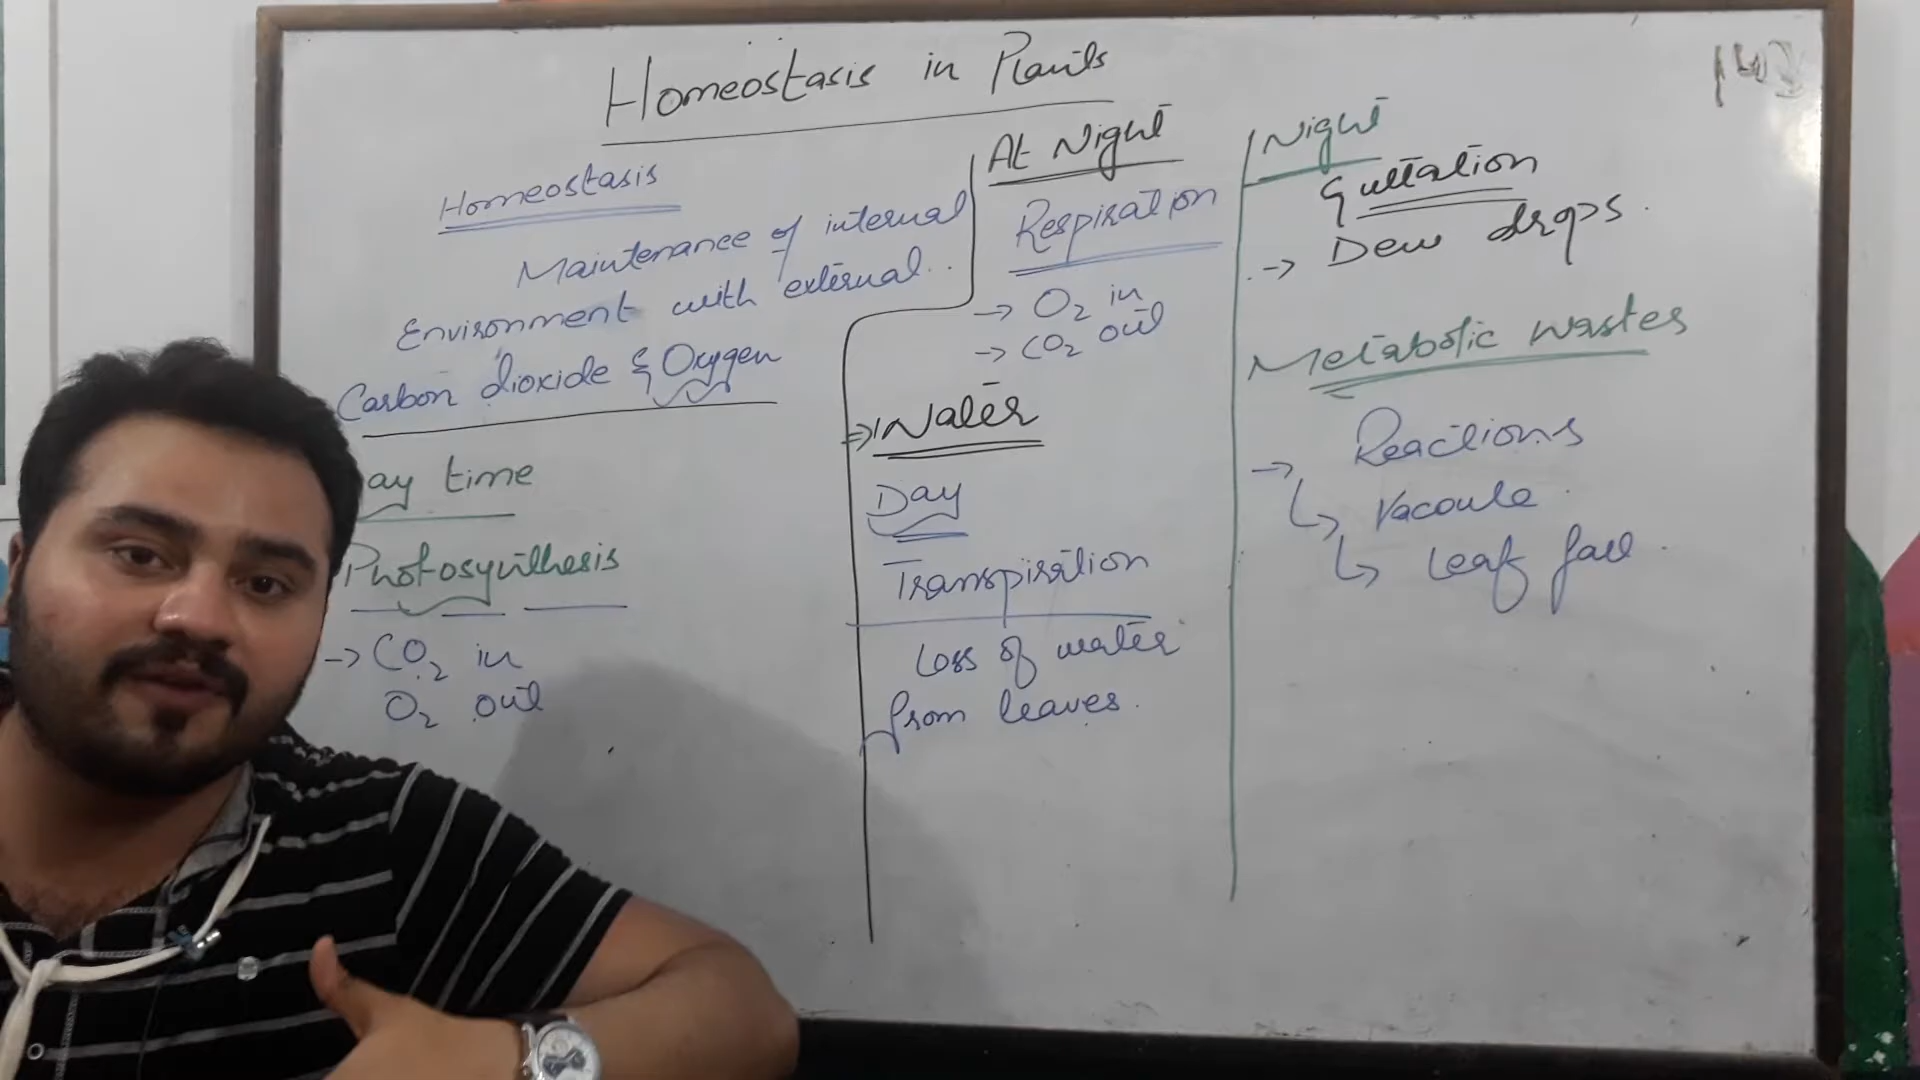 Homeostasis in Plants
Homeostasis
Maintenance of internal
Environment with external..
Carbon dioxide & Oxygen
ay time
Photosynthesis
→ CO2 in
O2 out
At Night
Respiration
→ O2 in
→ CO2 out
⇒ Water
Day
Transpiration
Loss of water
from leaves.
Night
Guttation
→ Dew drops.
Metabolic wastes
→ Reactions
↳ Vacoule
↳ Leaf fall